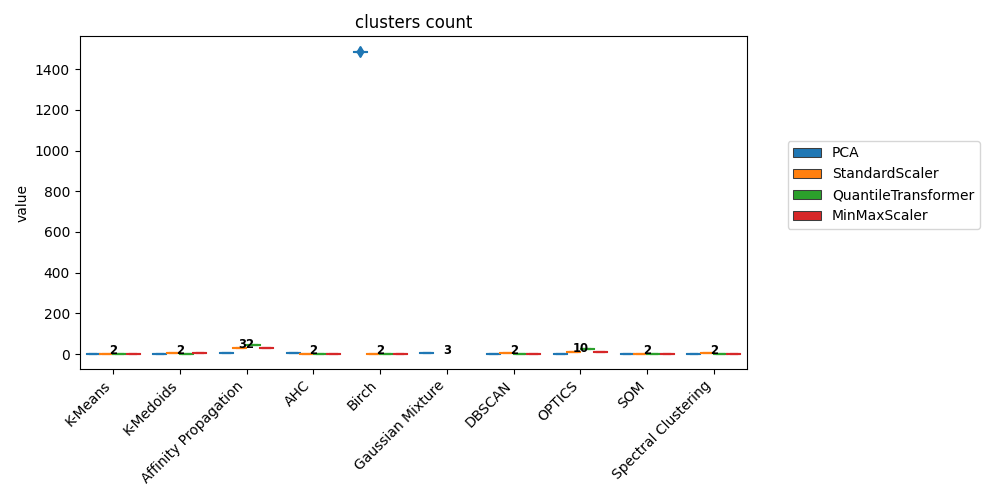 clusters count
value
1400
1200
1000
800
600
400
200
0
2
2
32
2
2
3
2
10
2
2
K-Means
K-Medoids
Affinity Propagation
AHC
Birch
Gaussian Mixture
DBSCAN
OPTICS
SOM
Spectral Clustering
PCA
StandardScaler
QuantileTransformer
MinMaxScaler